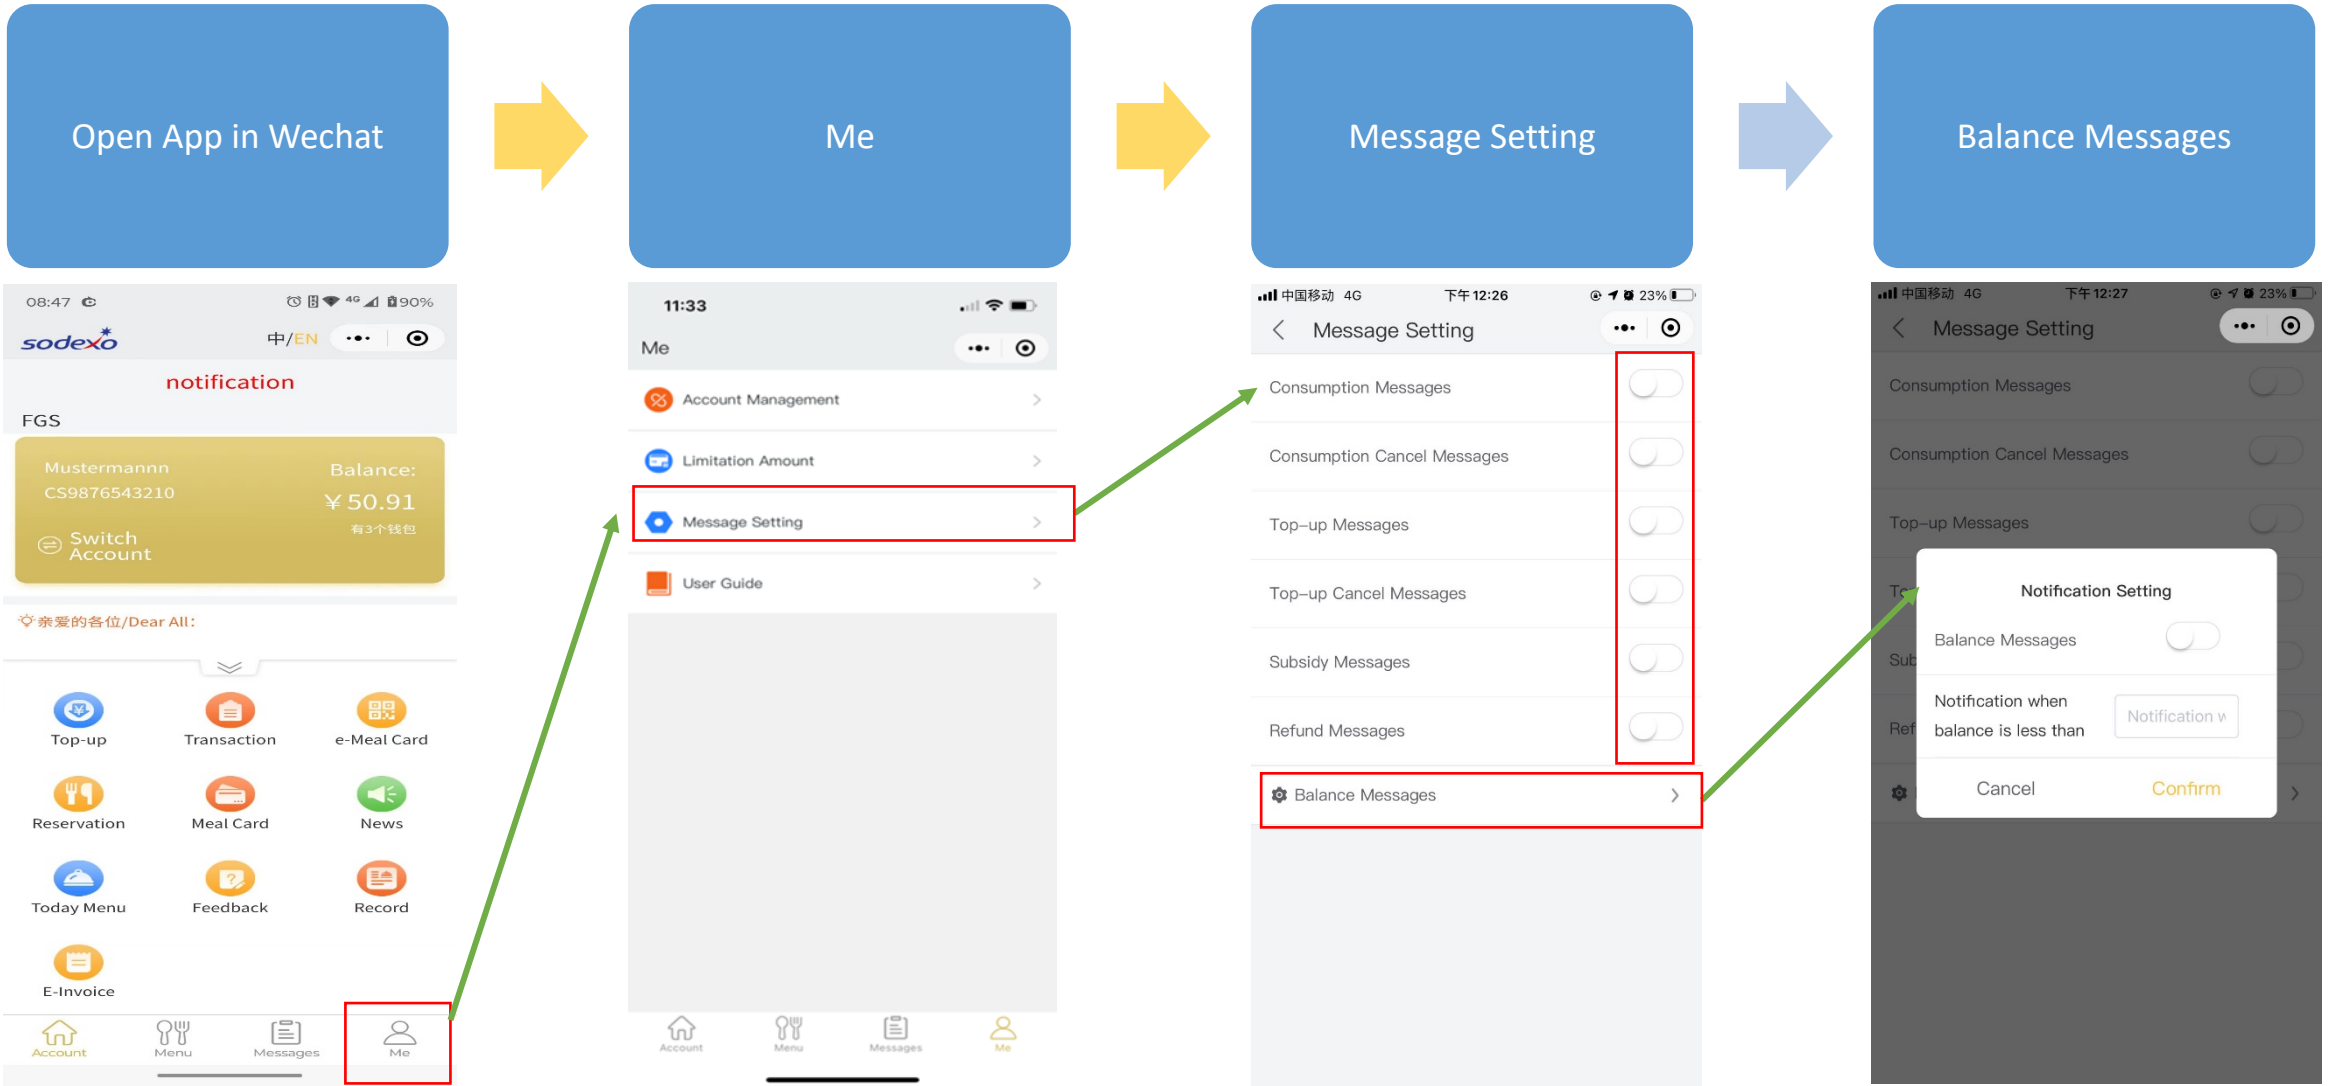 Open App in Wechat
Me
Message Setting
Balance Messages
08:47
4G
90%
sodexo
中/EN
notification
FGS
Mustermannn
CS9876543210
Balance:
¥50.91
有3个钱包
Switch
Account
亲爱的各位/Dear All:
Top-up
Transaction
e-Meal Card
Reservation
Meal Card
News
Today Menu
Feedback
Record
E-Invoice
Account
Menu
Messages
Me
11:33
Me
Account Management
Limitation Amount
Message Setting
User Guide
Account
Menu
Messages
Me
中国移动 4G
下午12:26
23%
Message Setting
Consumption Messages
Consumption Cancel Messages
Top-up Messages
Top-up Cancel Messages
Subsidy Messages
Refund Messages
Balance Messages
中国移动 4G
下午12:27
23%
Message Setting
Consumption Messages
Consumption Cancel Messages
Top-up Messages
Notification Setting
Balance Messages
Sub
Notification when
balance is less than
Notification w
Ref
Cancel
Confirm